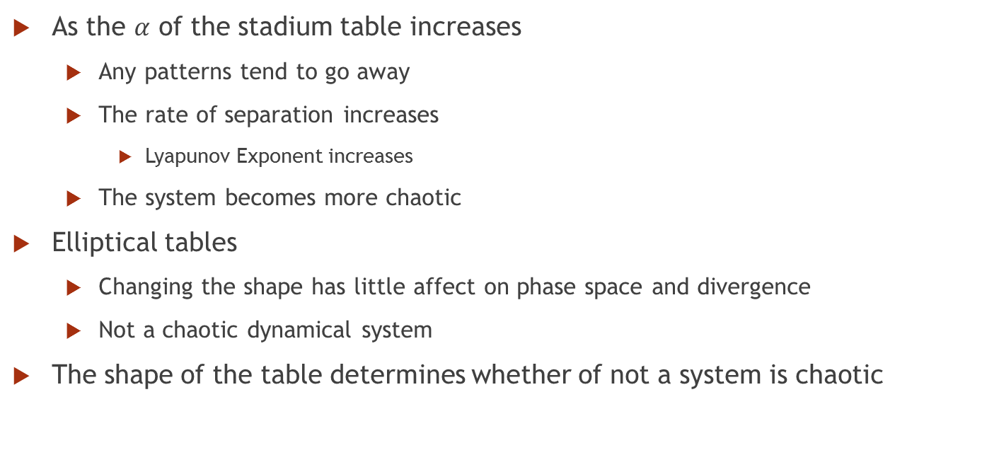 As the α of the stadium table increases
Any patterns tend to go away
The rate of separation increases
Lyapunov Exponent increases
The system becomes more chaotic
Elliptical tables
Changing the shape has little affect on phase space and divergence
Not a chaotic dynamical system
The shape of the table determines whether of not a system is chaotic